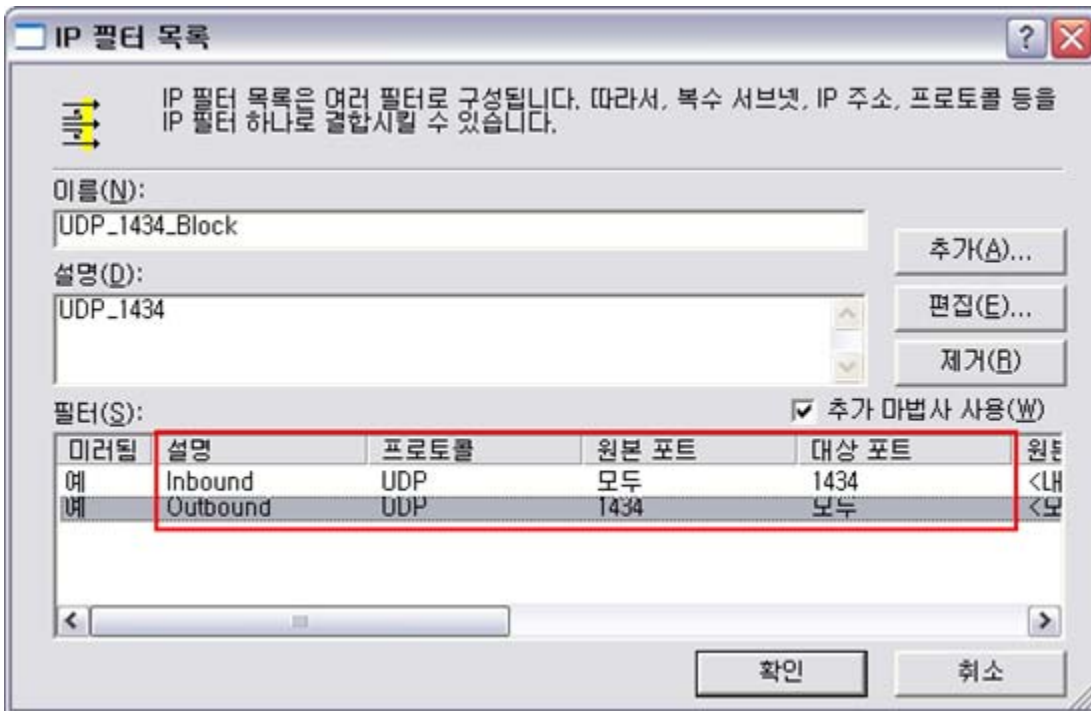 IP 필터 목록
IP 필터 목록은 여러 필터로 구성됩니다. 따라서, 복수 서브넷, IP 주소, 프로토콜 등을
IP 필터 하나로 결합시킬 수 있습니다.
이름(N):
UDP_1434_Block
추가(A)...
설명(D):
UDP_1434
편집(E)...
제거(R)
필터(S):
추가 마법사 사용(W)
미러됨 설명 프로토콜 원본 포트 대상 포트 원본
예 Inbound UDP 모두 1434 <내
예 Outbound UDP 1434 모두 <모
확인 취소